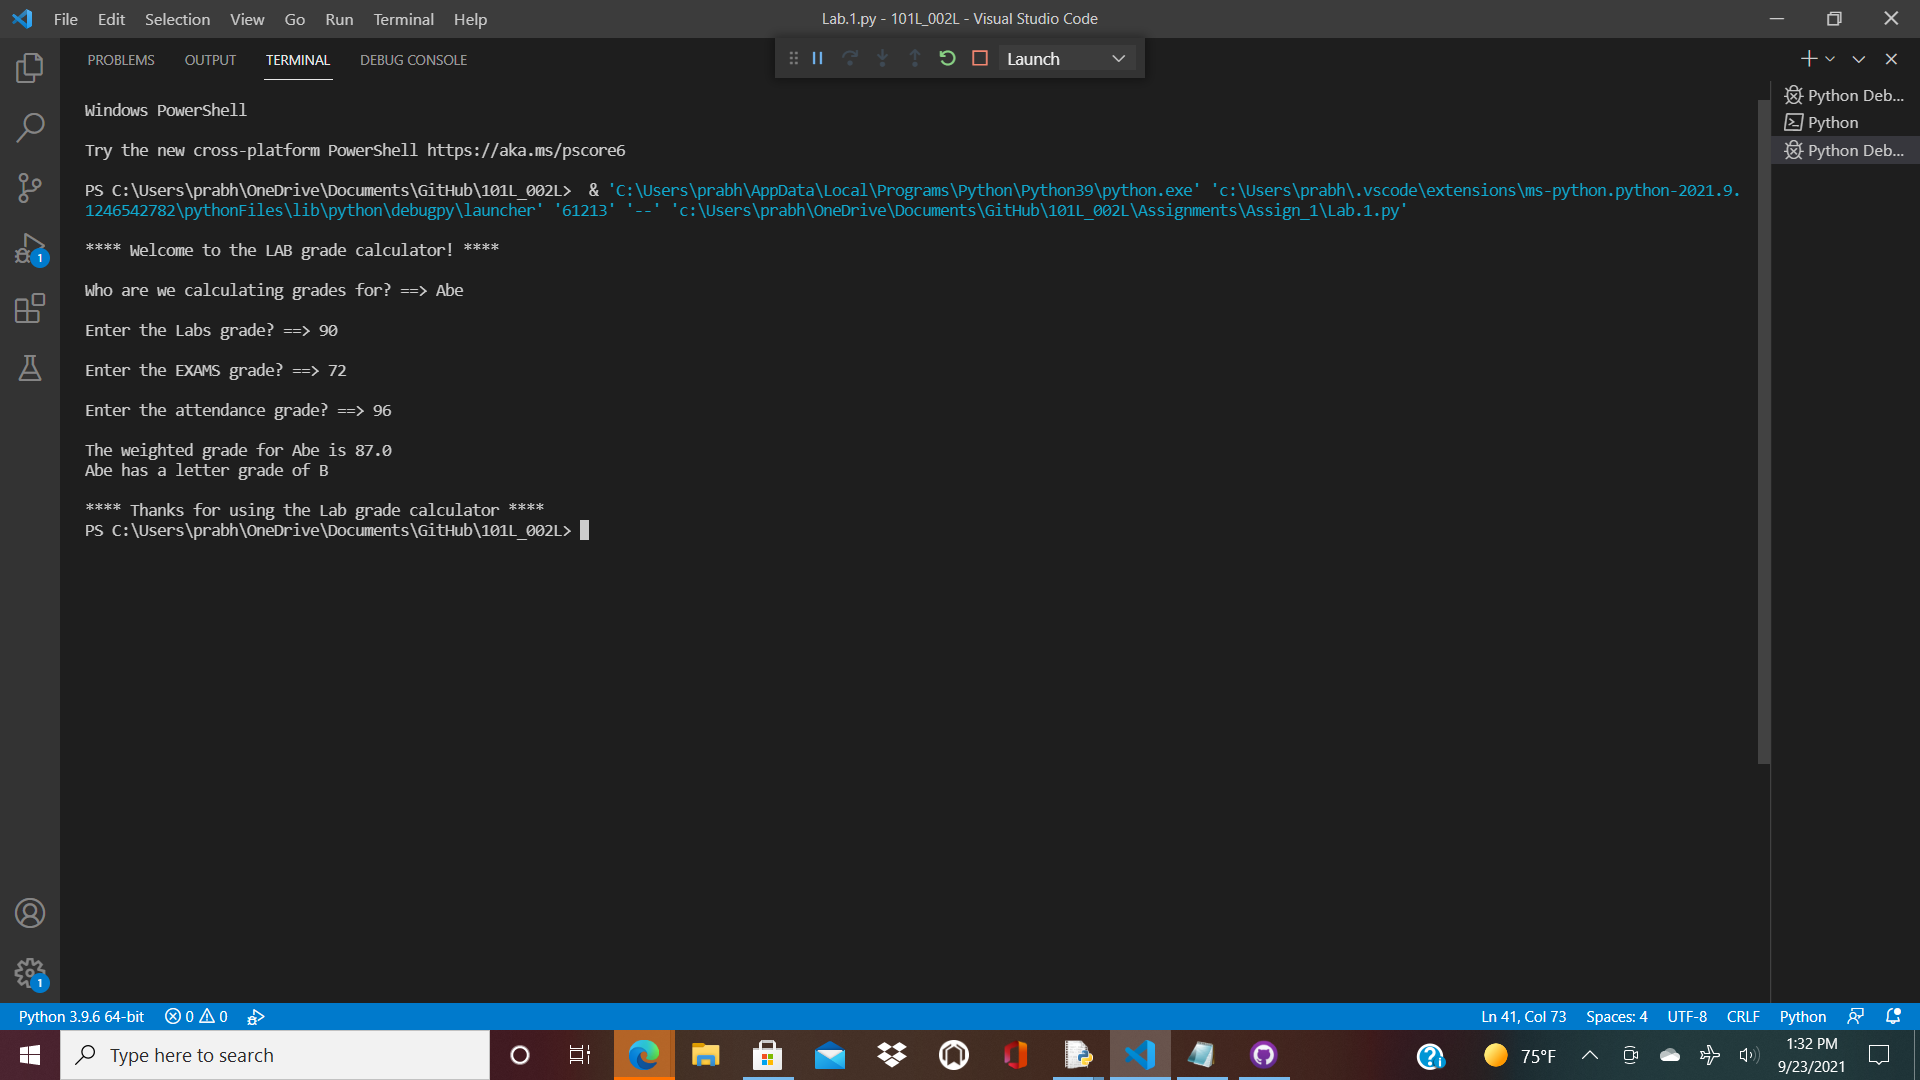 File Edit Selection View Go Run Terminal Help
Lab.1.py - 101L_002L - Visual Studio Code
PROBLEMS OUTPUT TERMINAL DEBUG CONSOLE
Launch
Python Deb...
Python
Python Deb...
Windows PowerShell
Try the new cross-platform PowerShell https://aka.ms/pscore6
PS C:\Users\prabh\OneDrive\Documents\GitHub\101L_002L>  & 'C:\Users\prabh\AppData\Local\Programs\Python\Python39\python.exe' 'c:\Users\prabh\.vscode\extensions\ms-python.python-2021.9.
1246542782\pythonFiles\lib\python\debugpy\launcher' '61213' '--' 'c:\Users\prabh\OneDrive\Documents\GitHub\101L_002L\Assignments\Assign_1\Lab.1.py'
**** Welcome to the LAB grade calculator! ****
Who are we calculating grades for? ==> Abe
Enter the Labs grade? ==> 90
Enter the EXAMS grade? ==> 72
Enter the attendance grade? ==> 96
The weighted grade for Abe is 87.0
Abe has a letter grade of B
**** Thanks for using the Lab grade calculator ****
PS C:\Users\prabh\OneDrive\Documents\GitHub\101L_002L>
1
1
Python 3.9.6 64-bit 0 0
Ln 41, Col 73 Spaces: 4 UTF-8 CRLF Python
Type here to search
75°F
1:32 PM
9/23/2021